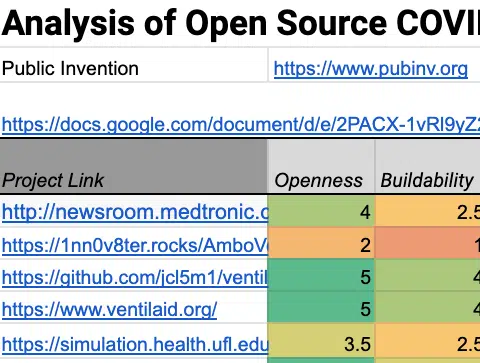 Analysis of Open Source COVI
Public Invention https://www.pubinv.org
https://docs.google.com/document/d/e/2PACX-1vRl9yZ
Project Link Openness Buildability
http://newsroom.medtronic.c 4 2.5
https://1nn0v8ter.rocks/AmboV 2 1
https://github.com/jcl5m1/ventil 5 4
https://www.ventilaid.org/ 5 4
https://simulation.health.ufl.edu 3.5 2.5